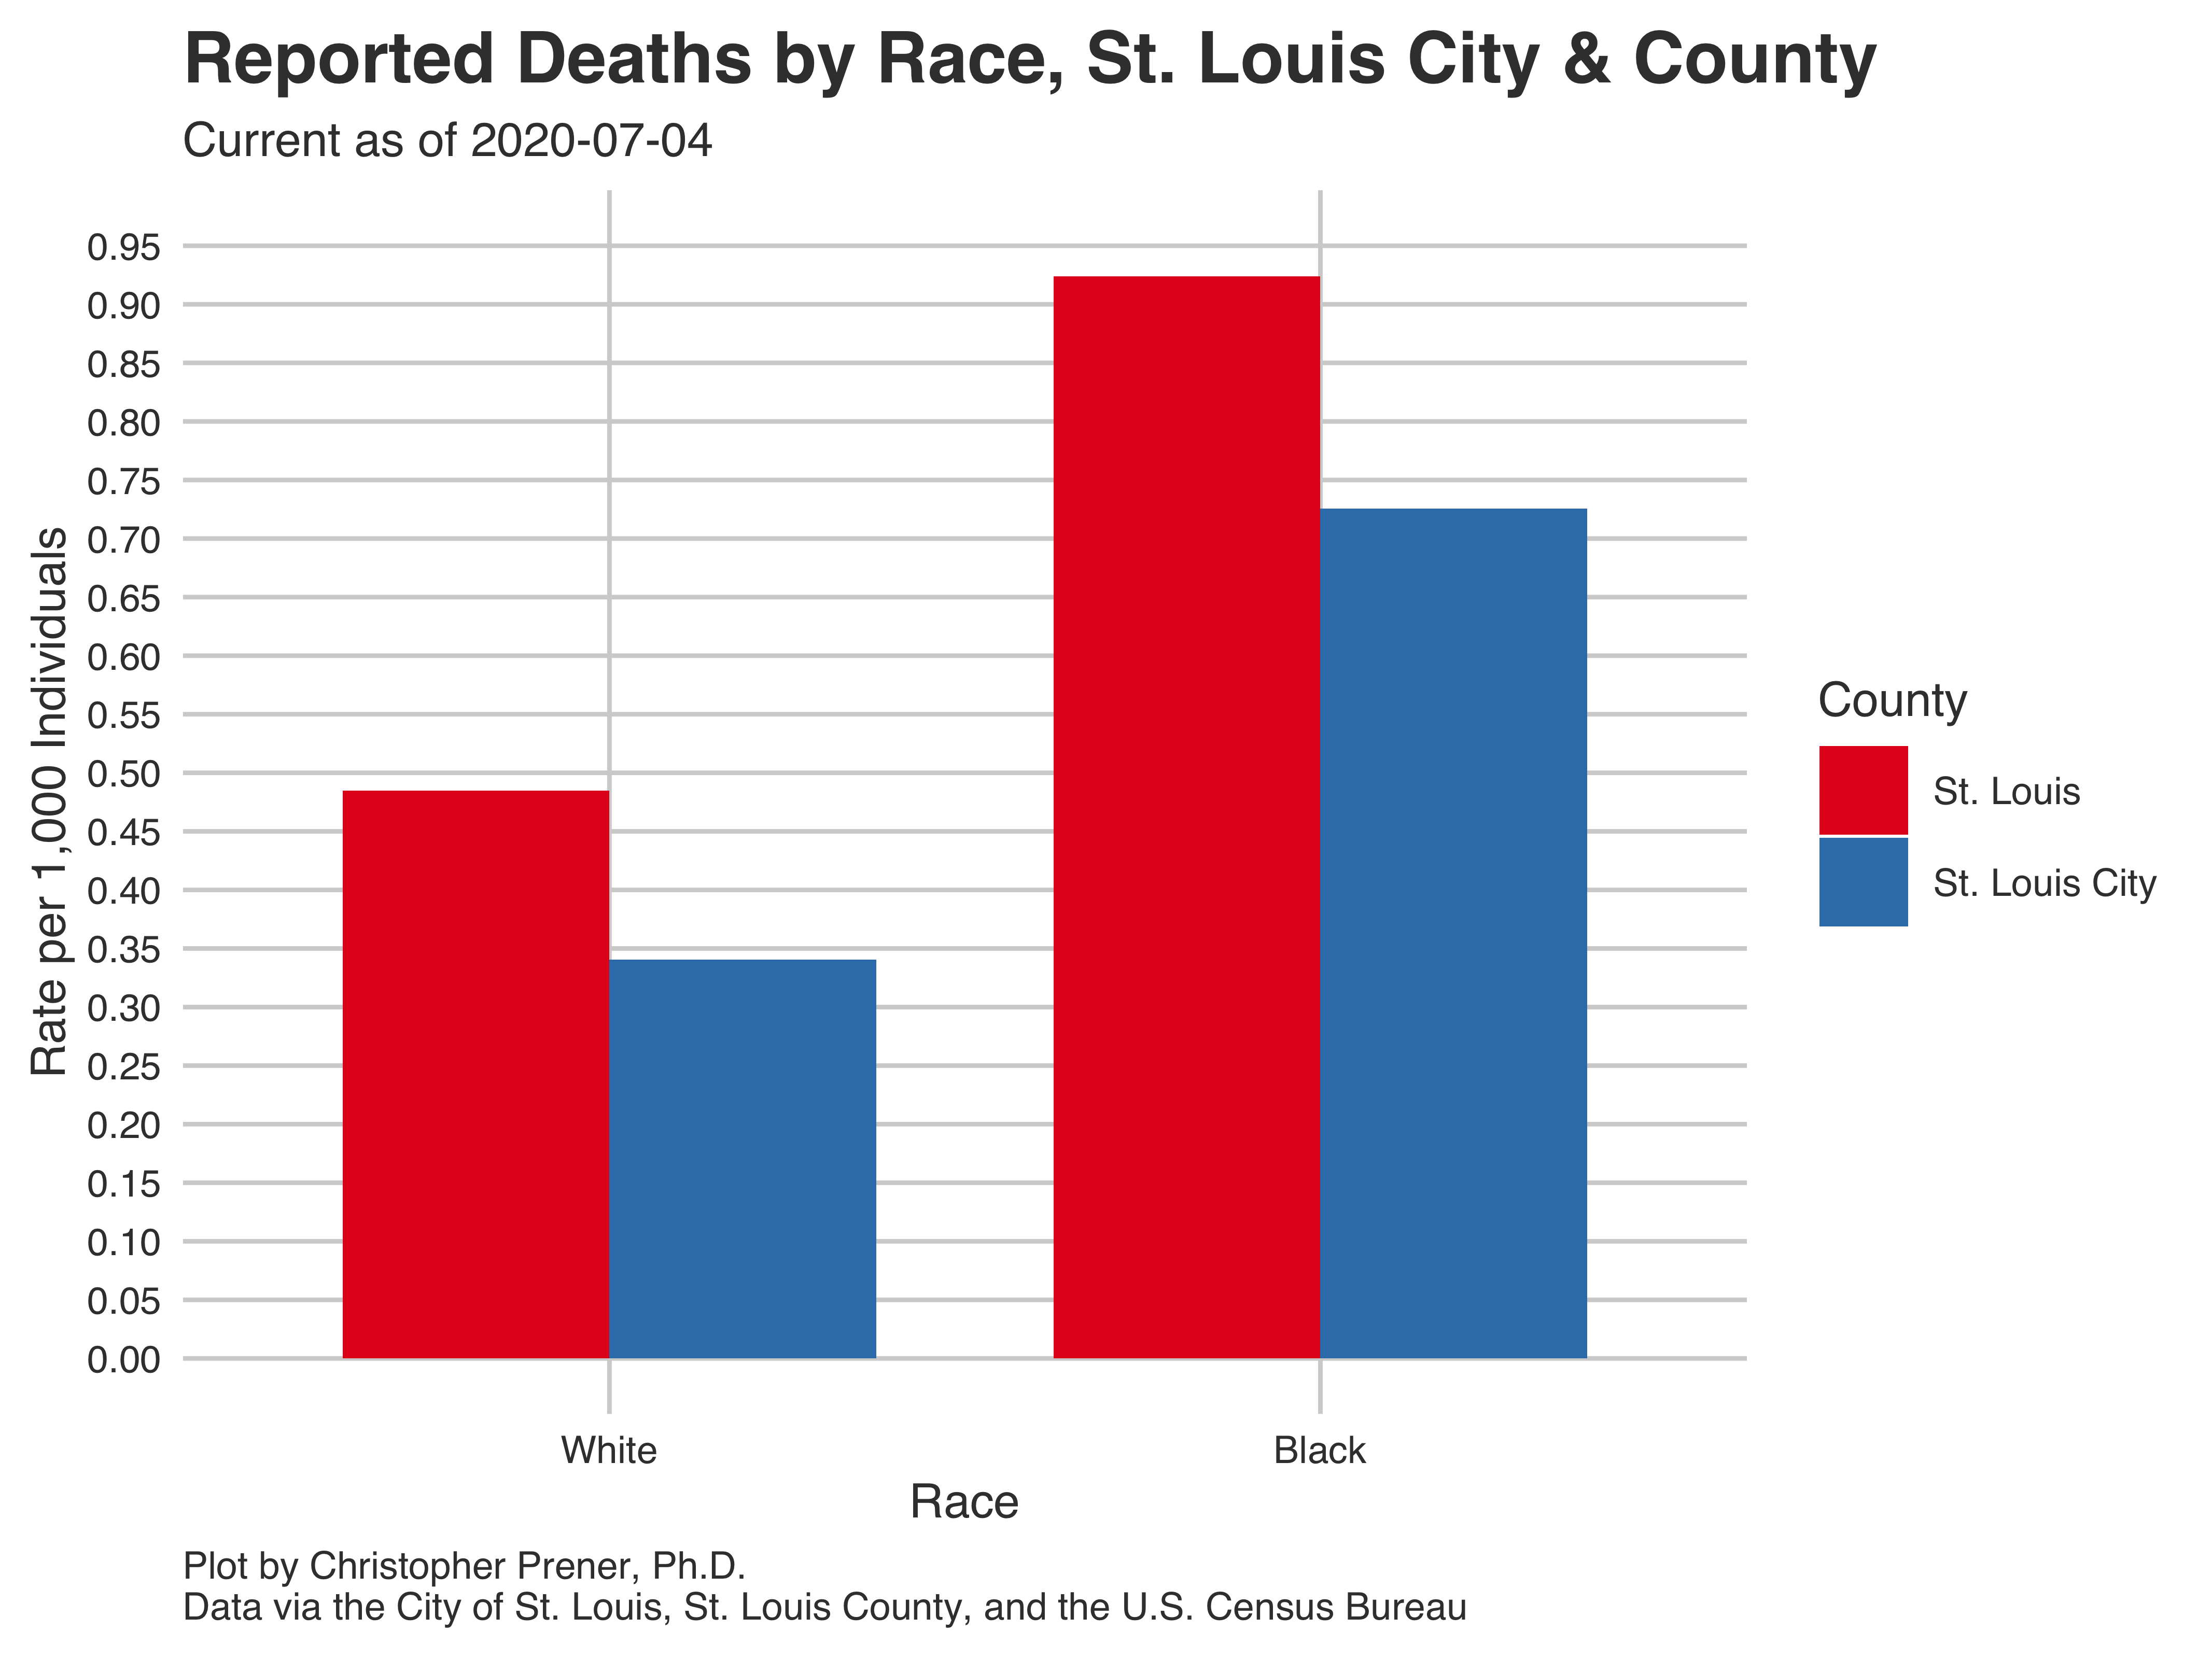 Reported Deaths by Race, St. Louis City & County
Current as of 2020-07-04
Rate per 1,000 Individuals
0.95
0.90
0.85
0.80
0.75
0.70
0.65
0.60
0.55
0.50
0.45
0.40
0.35
0.30
0.25
0.20
0.15
0.10
0.05
0.00
White
Black
Race
County
St. Louis
St. Louis City
Plot by Christopher Prener, Ph.D.
Data via the City of St. Louis, St. Louis County, and the U.S. Census Bureau